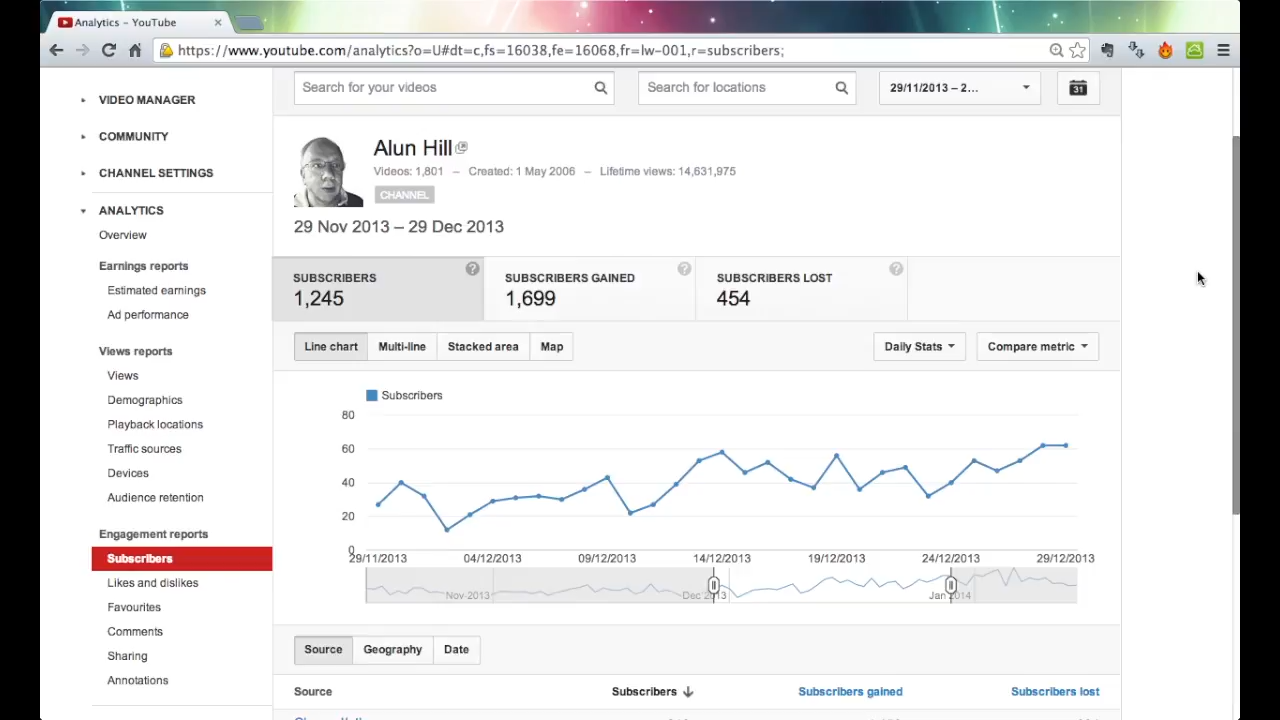 Analytics – YouTube
https://www.youtube.com/analytics?o=U#dt=c,fs=16038,fe=16068,fr=lw-001,r=subscribers;
VIDEO MANAGER
COMMUNITY
CHANNEL SETTINGS
ANALYTICS
Overview
Earnings reports
Estimated earnings
Ad performance
Views reports
Views
Demographics
Playback locations
Traffic sources
Devices
Audience retention
Engagement reports
Subscribers
Likes and dislikes
Favourites
Comments
Sharing
Annotations
Search for your videos
Search for locations
29/11/2013 – 2...
31
Alun Hill
Videos: 1,801 – Created: 1 May 2006 – Lifetime views: 14,631,975
CHANNEL
29 Nov 2013 – 29 Dec 2013
SUBSCRIBERS ?
1,245
SUBSCRIBERS GAINED ?
1,699
SUBSCRIBERS LOST ?
454
Line chart Multi-line Stacked area Map
Daily Stats Compare metric
Subscribers
80
60
40
20
0
29/11/2013 04/12/2013 09/12/2013 14/12/2013 19/12/2013 24/12/2013 29/12/2013
Nov 2013 Dec 2013 Jan 2014
Source Geography Date
Source Subscribers Subscribers gained Subscribers lost